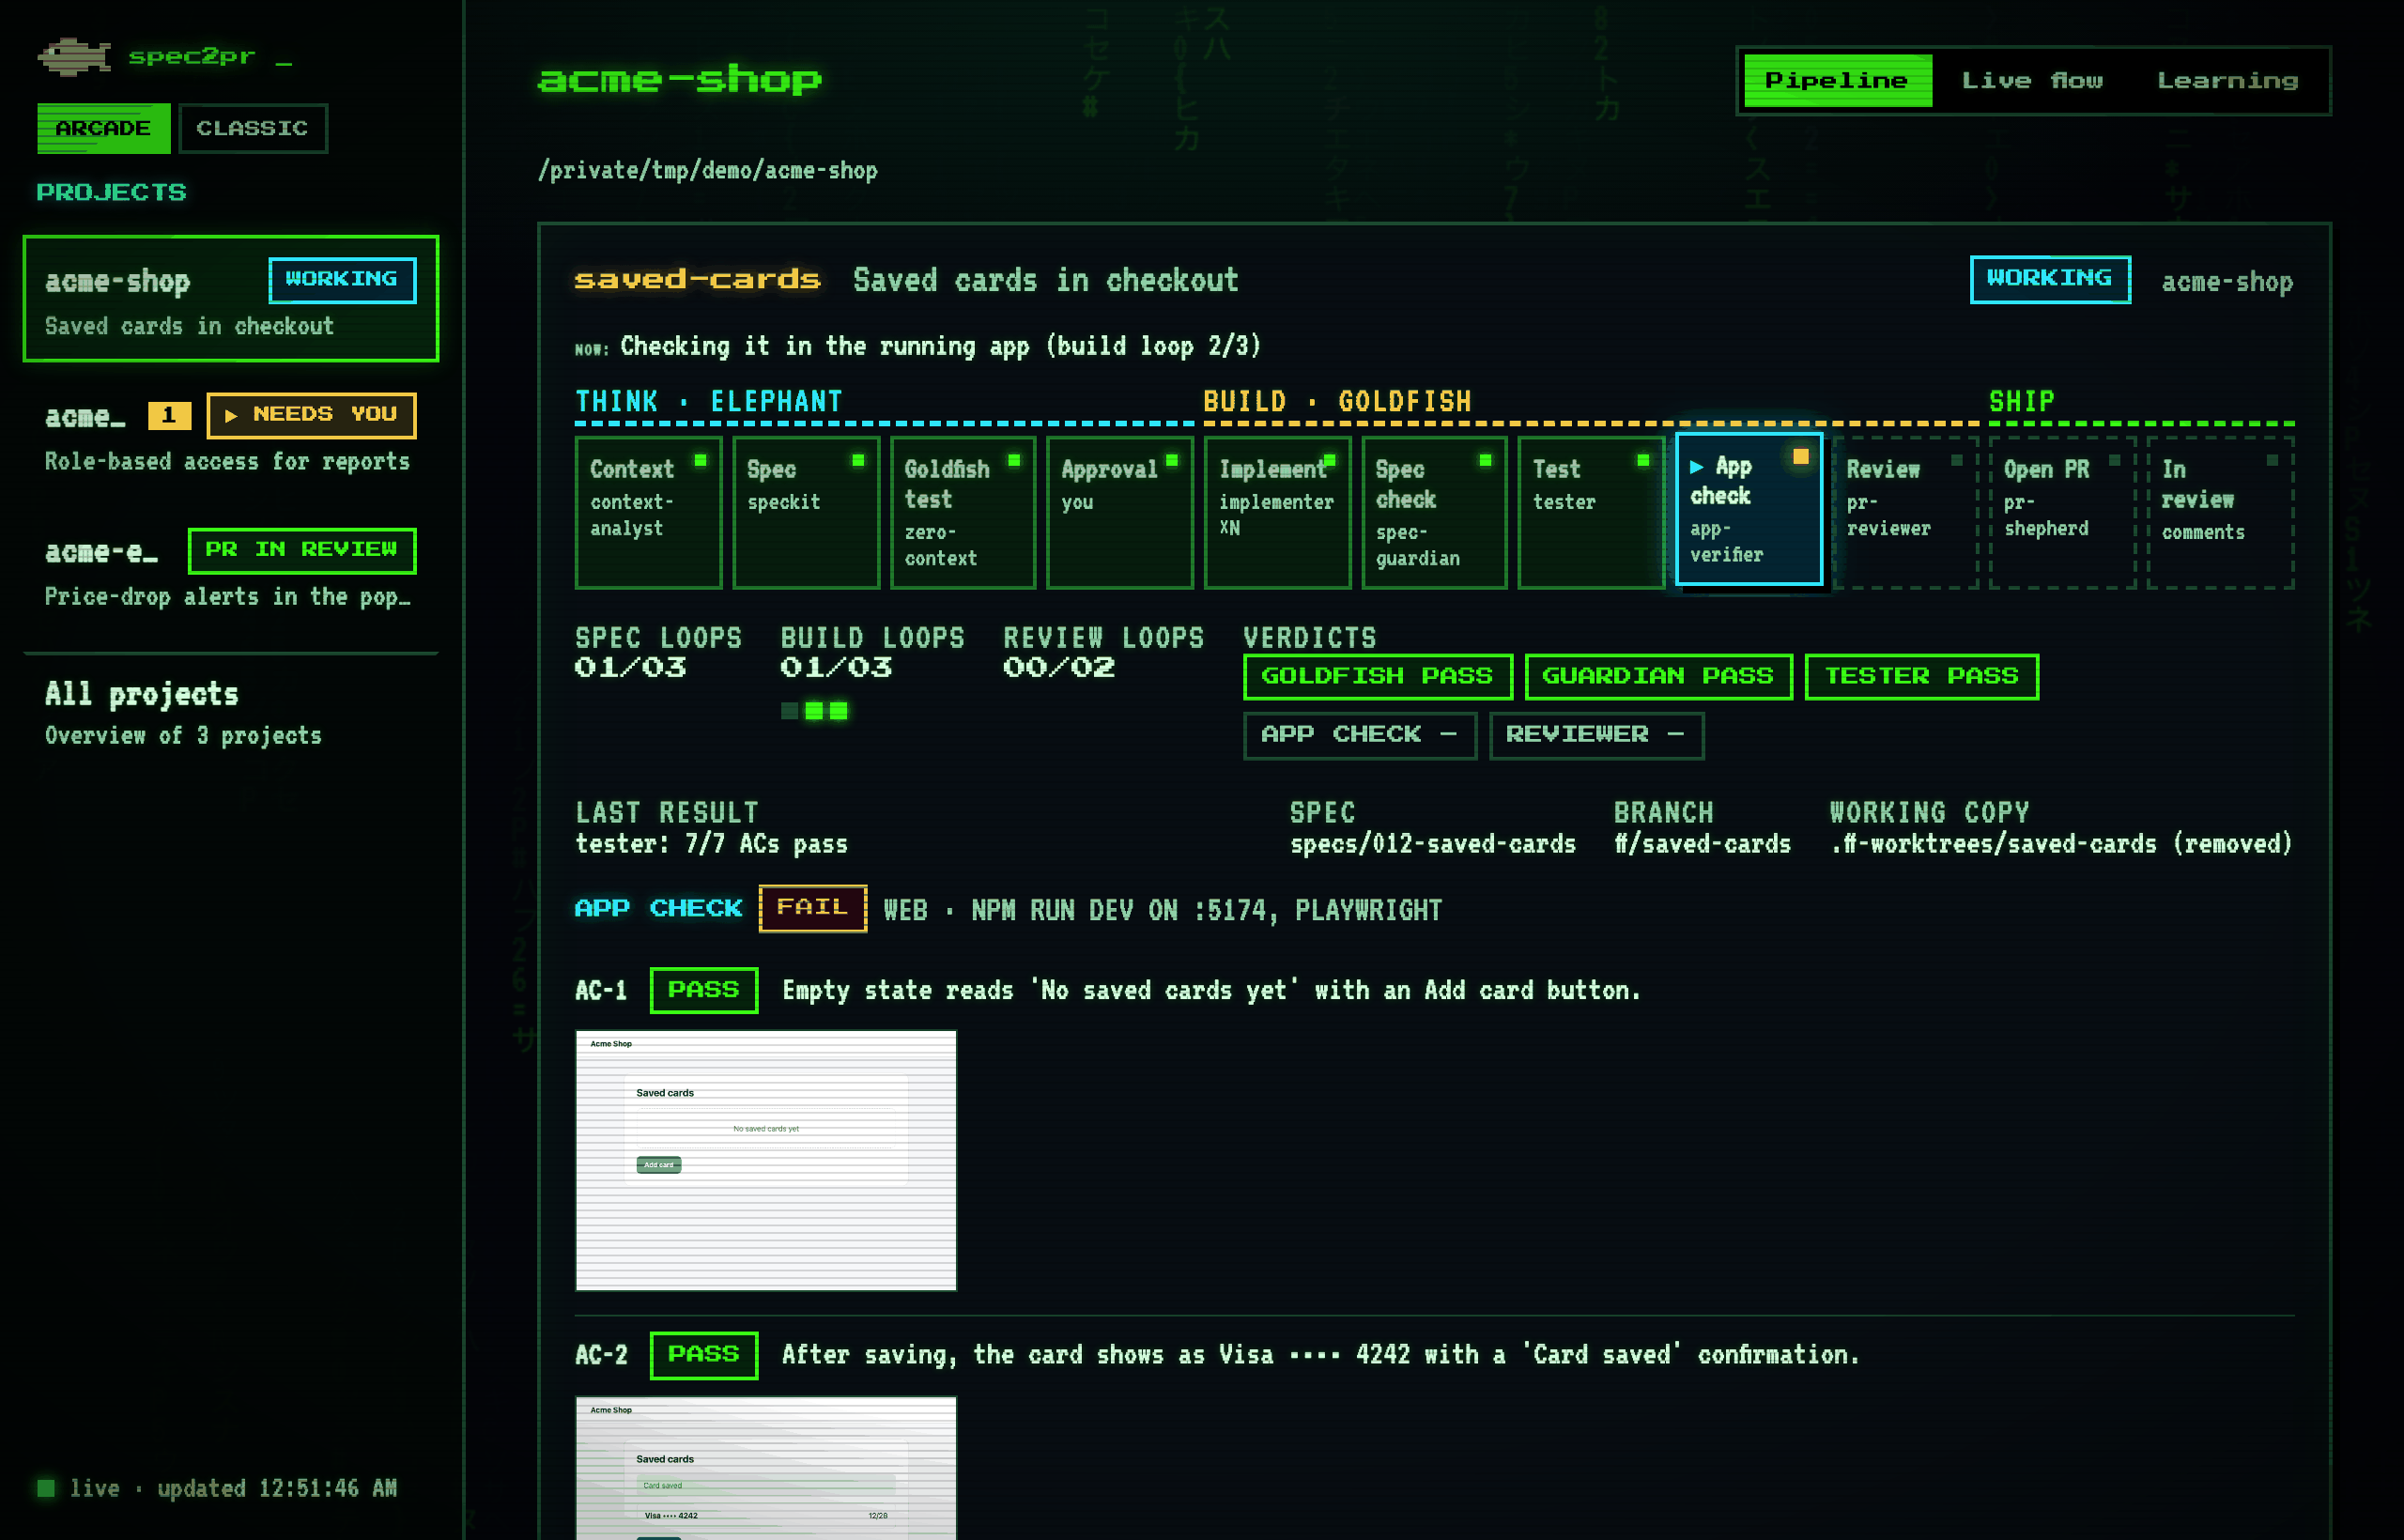 spec2pr _
ARCADE
CLASSIC
PROJECTS
acme-shop
WORKING
Saved cards in checkout
acme…
1
▶ NEEDS YOU
Role-based access for reports
acme-e…
PR IN REVIEW
Price-drop alerts in the pop…
All projects
Overview of 3 projects
live · updated 12:51:46 AM
acme-shop
Pipeline
Live flow
Learning
/private/tmp/demo/acme-shop
saved-cards
Saved cards in checkout
WORKING
acme-shop
NOW: Checking it in the running app (build loop 2/3)
THINK · ELEPHANT
BUILD · GOLDFISH
SHIP
Context
context-
analyst
Spec
speckit
Goldfish
test
zero-
context
Approval
you
Implement
implementer
×N
Spec
check
spec-
guardian
Test
tester
▶ App
check
app-
verifier
Review
pr-
reviewer
Open PR
pr-
shepherd
In
review
comments
SPEC LOOPS
01/03
BUILD LOOPS
01/03
REVIEW LOOPS
00/02
VERDICTS
GOLDFISH PASS
GUARDIAN PASS
TESTER PASS
APP CHECK —
REVIEWER —
LAST RESULT
tester: 7/7 ACs pass
SPEC
specs/012-saved-cards
BRANCH
ff/saved-cards
WORKING COPY
.ff-worktrees/saved-cards (removed)
APP CHECK
FAIL
WEB · NPM RUN DEV ON :5174, PLAYWRIGHT
AC-1
PASS
Empty state reads 'No saved cards yet' with an Add card button.
Acme Shop
Saved cards
No saved cards yet
Add card
AC-2
PASS
After saving, the card shows as Visa •••• 4242 with a 'Card saved' confirmation.
Acme Shop
Saved cards
Card saved
Visa •••• 4242
12/28